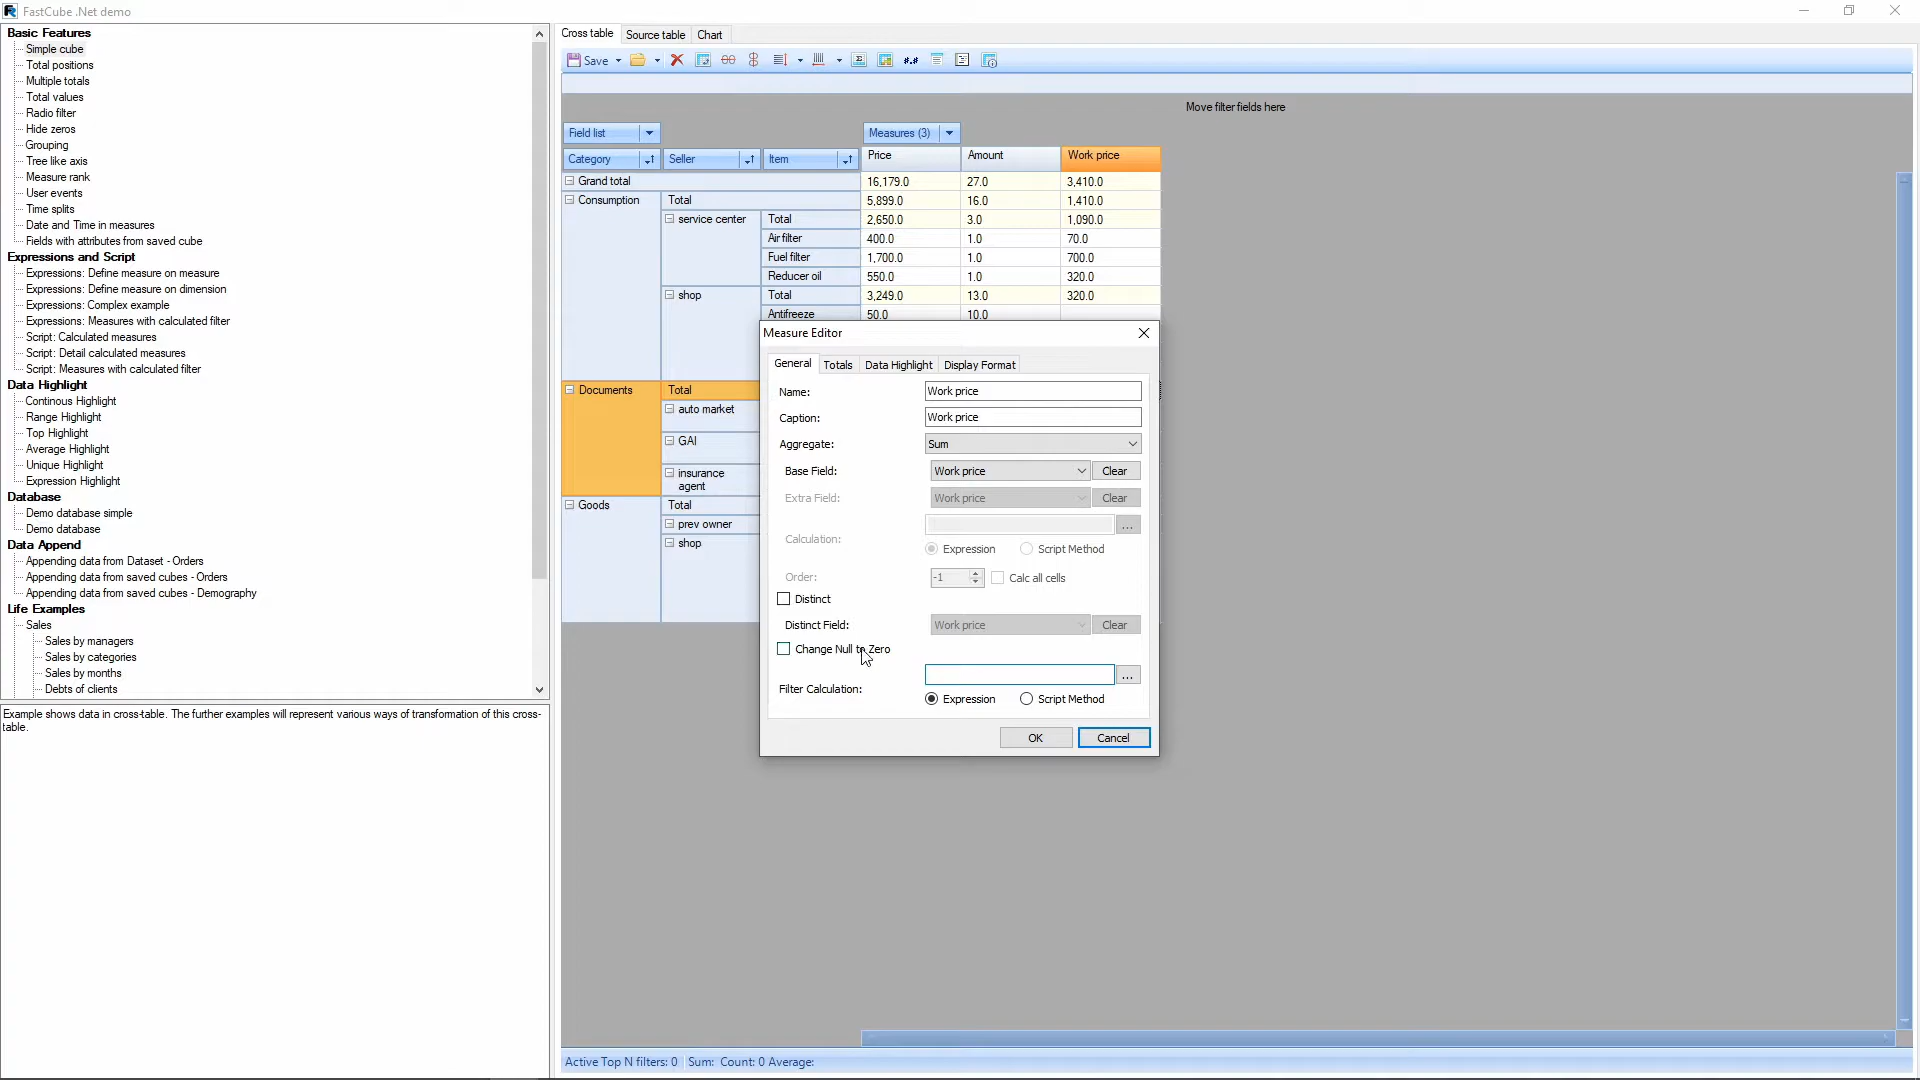 FastCube .Net demo
Basic Features
Simple cube
Total positions
Multiple totals
Total values
Radio filter
Hide zeros
Grouping
Tree like axis
Measure rank
User events
Time splits
Date and Time in measures
Fields with attributes from saved cube
Expressions and Script
Expressions: Define measure on measure
Expressions: Define measure on dimension
Expressions: Complex example
Expressions: Measures with calculated filter
Script: Calculated measures
Script: Detail calculated measures
Script: Measures with calculated filter
Data Highlight
Continous Highlight
Range Highlight
Top Highlight
Average Highlight
Unique Highlight
Expression Highlight
Database
Demo database simple
Demo database
Data Append
Appending data from Dataset - Orders
Appending data from saved cubes - Orders
Appending data from saved cubes - Demography
Life Examples
Sales
Sales by managers
Sales by categories
Sales by months
Debts of clients
Example shows data in cross-table. The further examples will represent various ways of transformation of this cross-
table.
Cross table Source table Chart
Save
Move filter fields here
Field list Measures (3)
Category Seller Item Price Amount Work price
Grand total 16,179.0 27.0 3,410.0
Consumption Total 5,899.0 16.0 1,410.0
service center Total 2,650.0 3.0 1,090.0
Air filter 400.0 1.0 70.0
Fuel filter 1,700.0 1.0 700.0
Reducer oil 550.0 1.0 320.0
shop Total 3,249.0 13.0 320.0
Antifreeze 50.0 10.0
Documents Total
auto market
GAI
insurance
agent
Goods Total
prev owner
shop
Measure Editor
General Totals Data Highlight Display Format
Name: Work price
Caption: Work price
Aggregate: Sum
Base Field: Work price Clear
Extra Field: Work price Clear
Calculation: ...
Expression Script Method
Order: -1 Calc all cells
Distinct
Distinct Field: Work price Clear
Change Null to Zero
Filter Calculation: ...
Expression Script Method
OK Cancel
Active Top N filters: 0 Sum: Count: 0 Average: